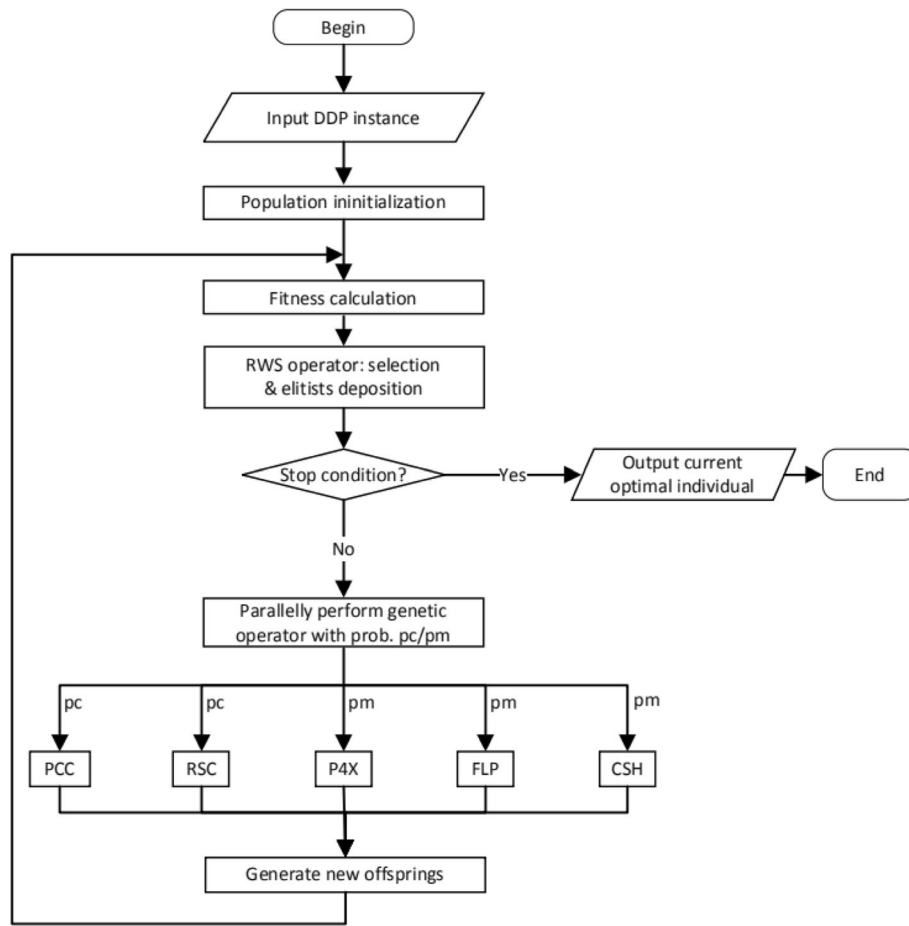 Begin
Input DDP instance
Population ininitialization
Fitness calculation
RWS operator: selection
& elitists deposition
Stop condition?
Yes
Output current
optimal individual
End
No
Parallelly perform genetic
operator with prob. pc/pm
pc
pc
pm
pm
pm
PCC
RSC
P4X
FLP
CSH
Generate new offsprings